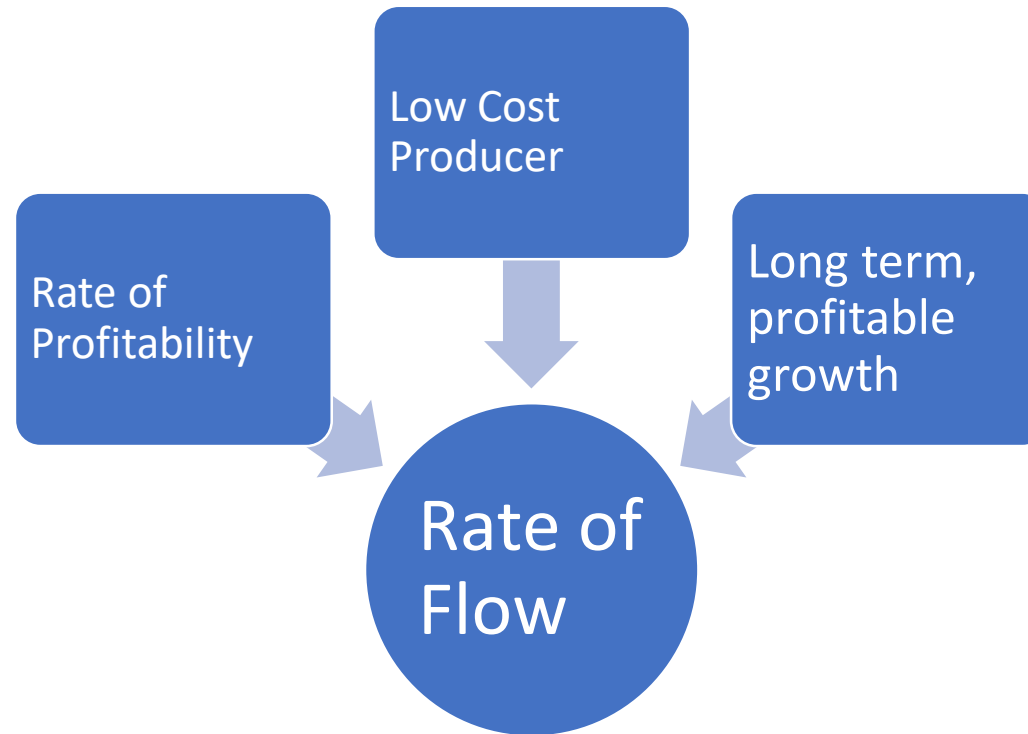 Low Cost
Producer
Rate of
Profitability
Long term,
profitable
growth
Rate of
Flow